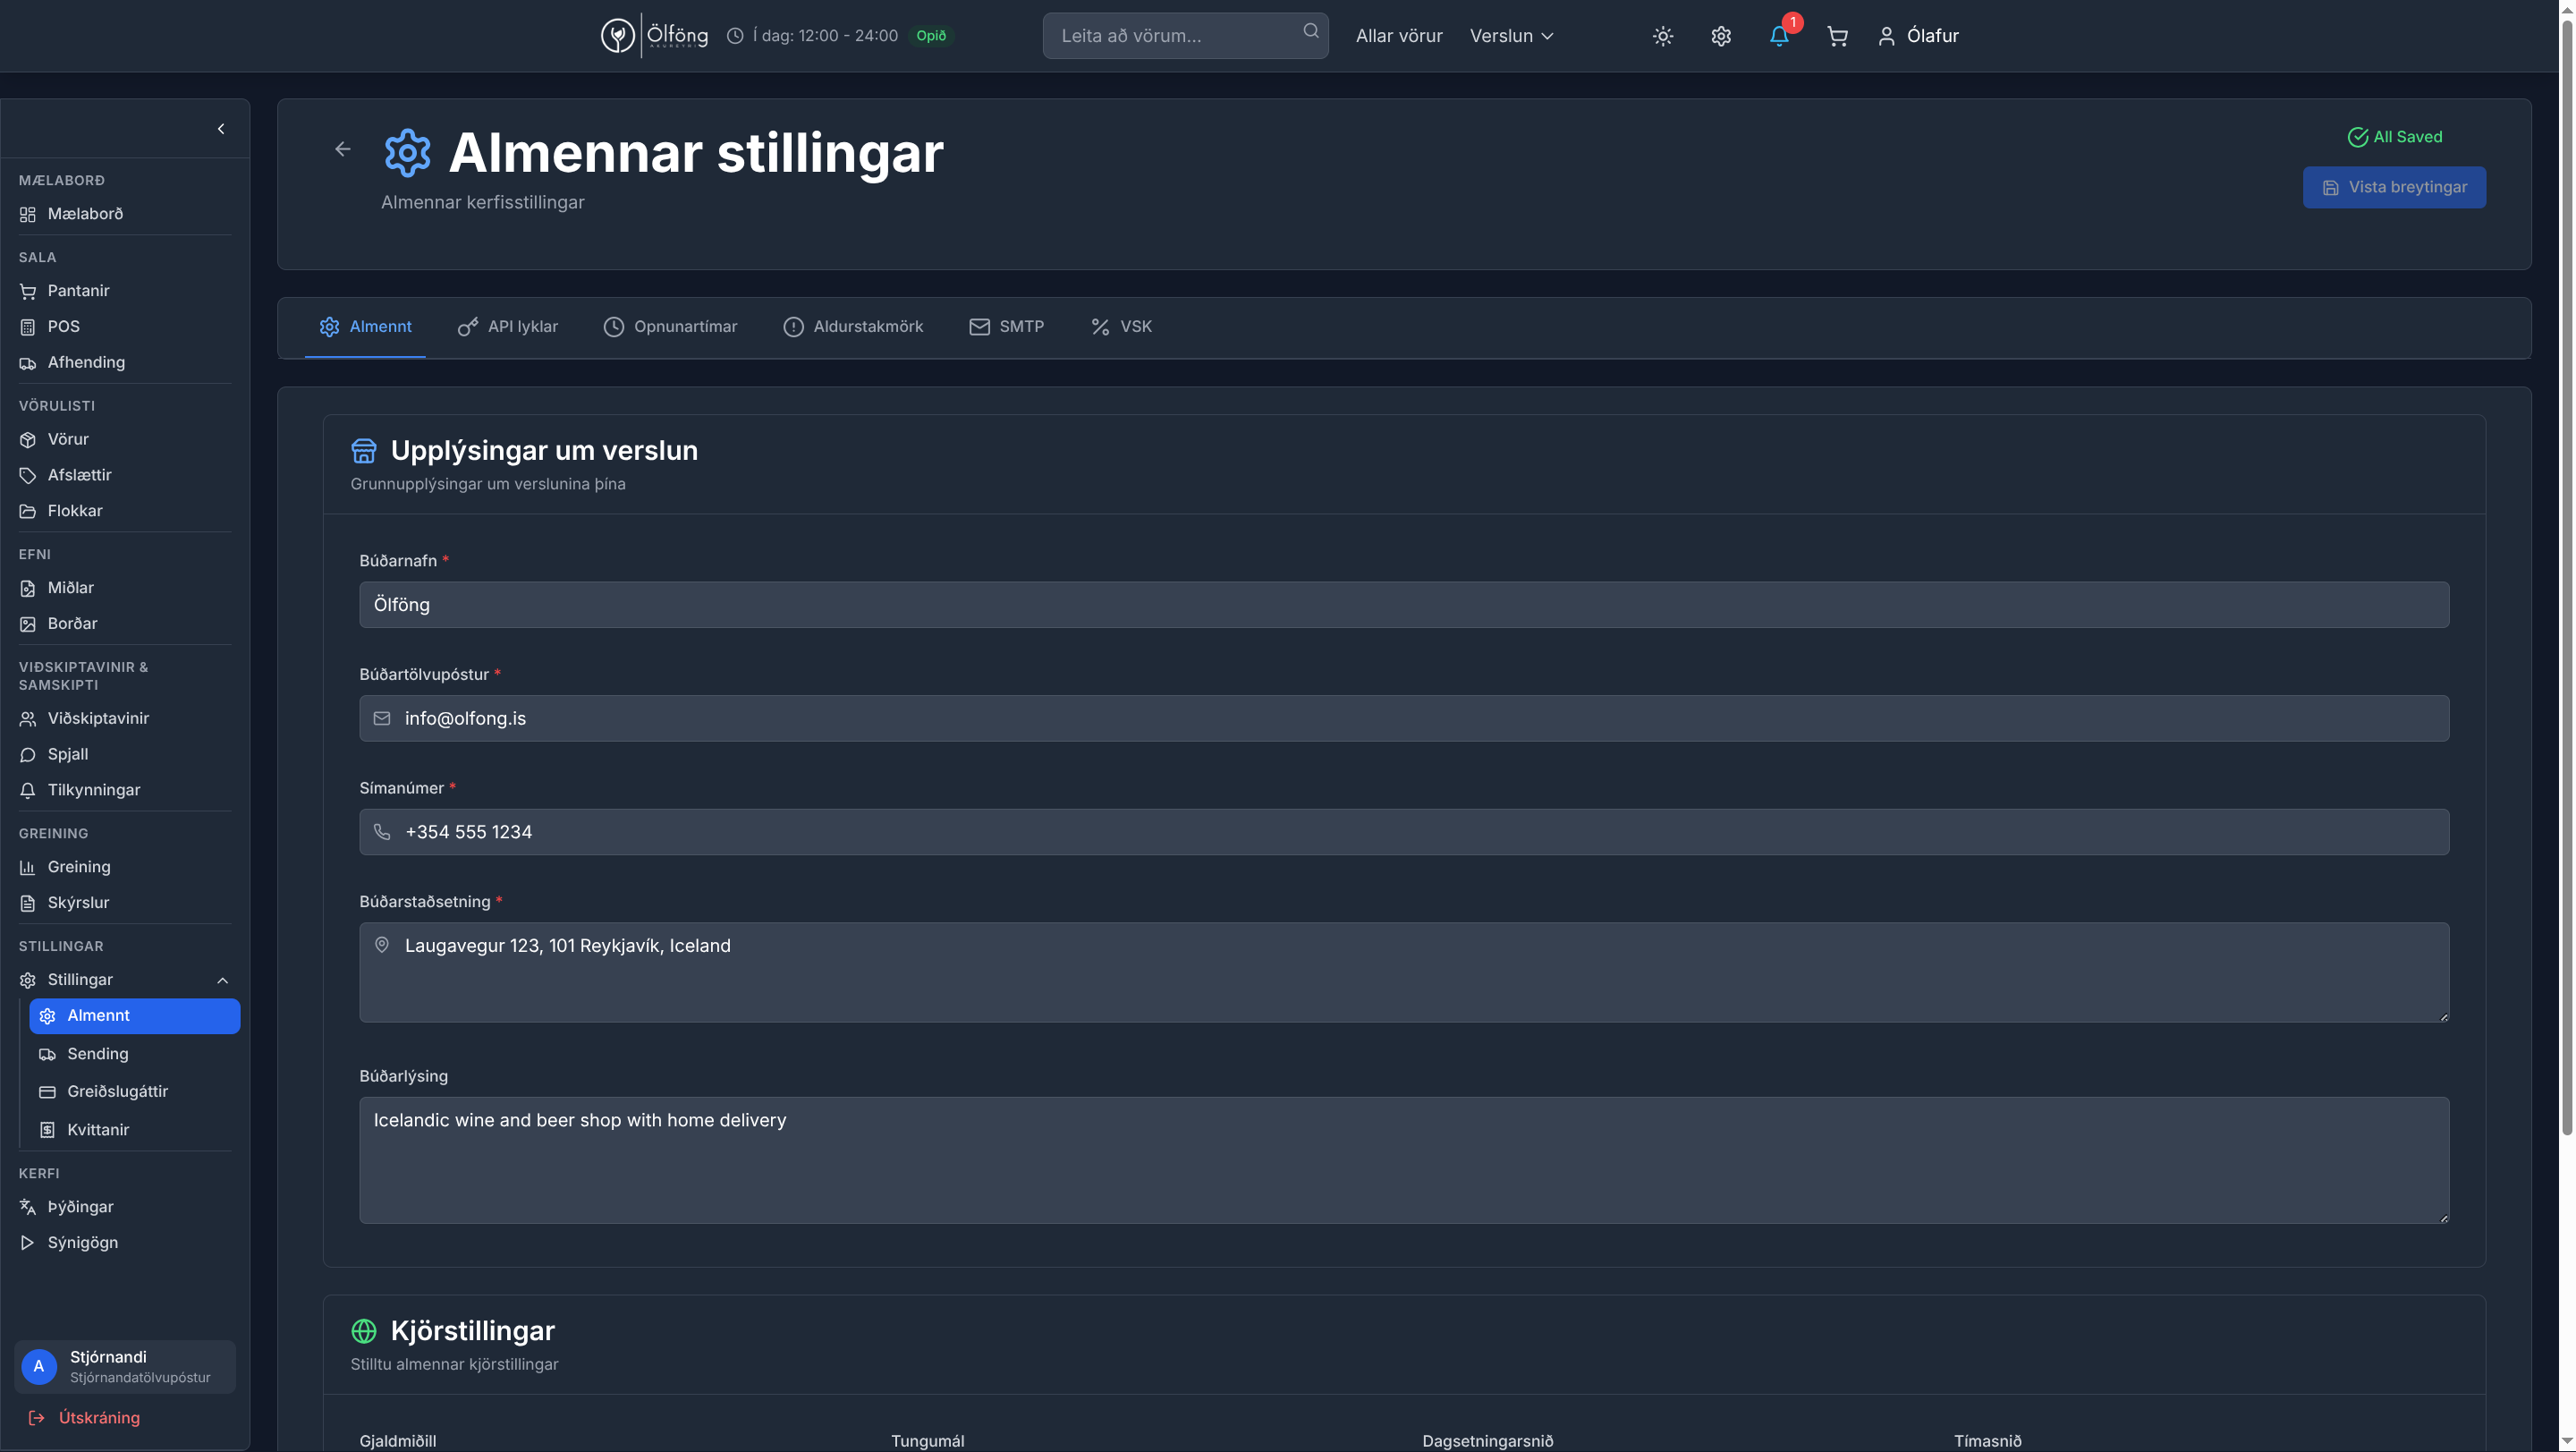 Ölföng
AKUREYRI
Í dag: 12:00 - 24:00
Opið
Leita að vörum...
Allar vörur
Verslun
1
Ólafur
MÆLABORÐ
Mælaborð
SALA
Pantanir
POS
Afhending
VÖRULISTI
Vörur
Afslættir
Flokkar
EFNI
Miðlar
Borðar
VIÐSKIPTAVINIR &
SAMSKIPTI
Viðskiptavinir
Spjall
Tilkynningar
GREINING
Greining
Skýrslur
STILLINGAR
Stillingar
Almennt
Sending
Greiðslugáttir
Kvittanir
KERFI
Þýðingar
Sýnigögn
A
Stjórnandi
Stjórnandatölvupóstur
Útskráning
Almennar stillingar
Almennar kerfisstillingar
All Saved
Vista breytingar
Almennt
API lyklar
Opnunartímar
Aldurstakmörk
SMTP
VSK
Upplýsingar um verslun
Grunnupplýsingar um verslunina þína
Búðarnafn *
Ölföng
Búðartölvupóstur *
info@olfong.is
Símanúmer *
+354 555 1234
Búðarstaðsetning *
Laugavegur 123, 101 Reykjavík, Iceland
Búðarlýsing
Icelandic wine and beer shop with home delivery
Kjörstillingar
Stilltu almennar kjörstillingar
Gjaldmiðill
Tungumál
Dagsetningarsnið
Tímasnið